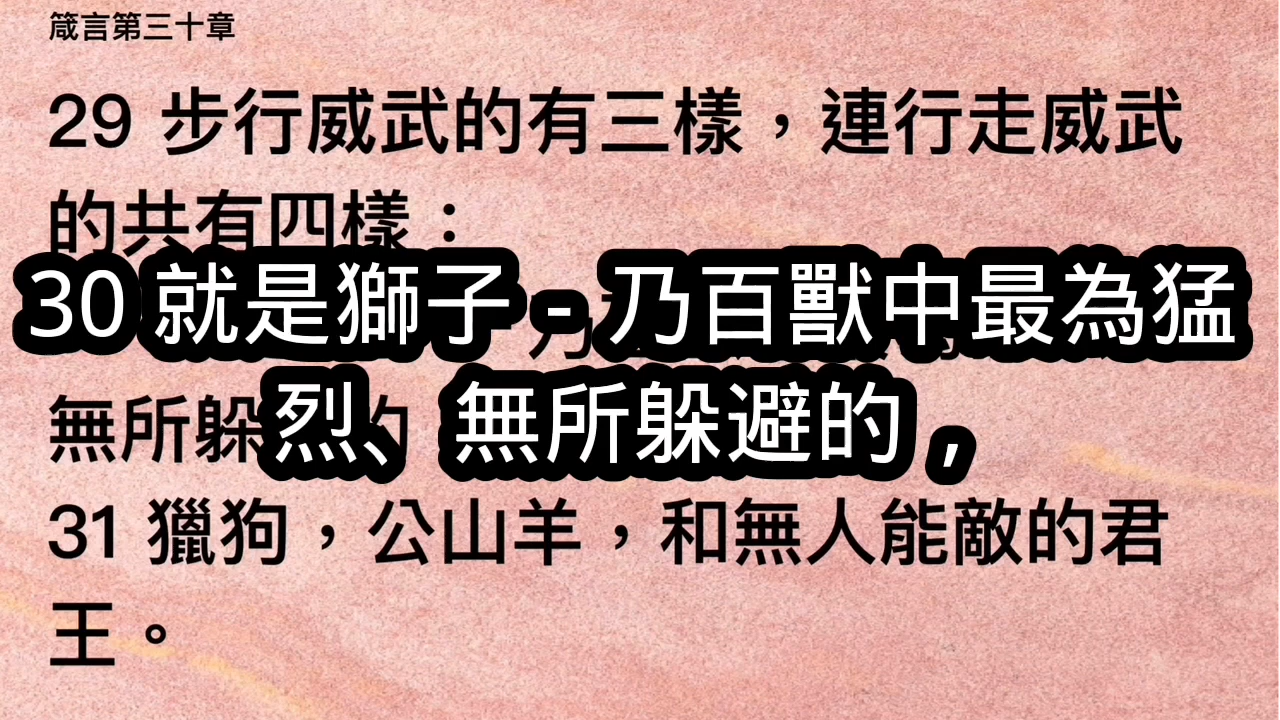 箴言第三十章
29 步行威武的有三樣，連行走威武
的共有四樣：
30 就是獅子 - 乃百獸中最為猛
烈、無所躲避的，
無所躲
31 獵狗，公山羊，和無人能敵的君
王。